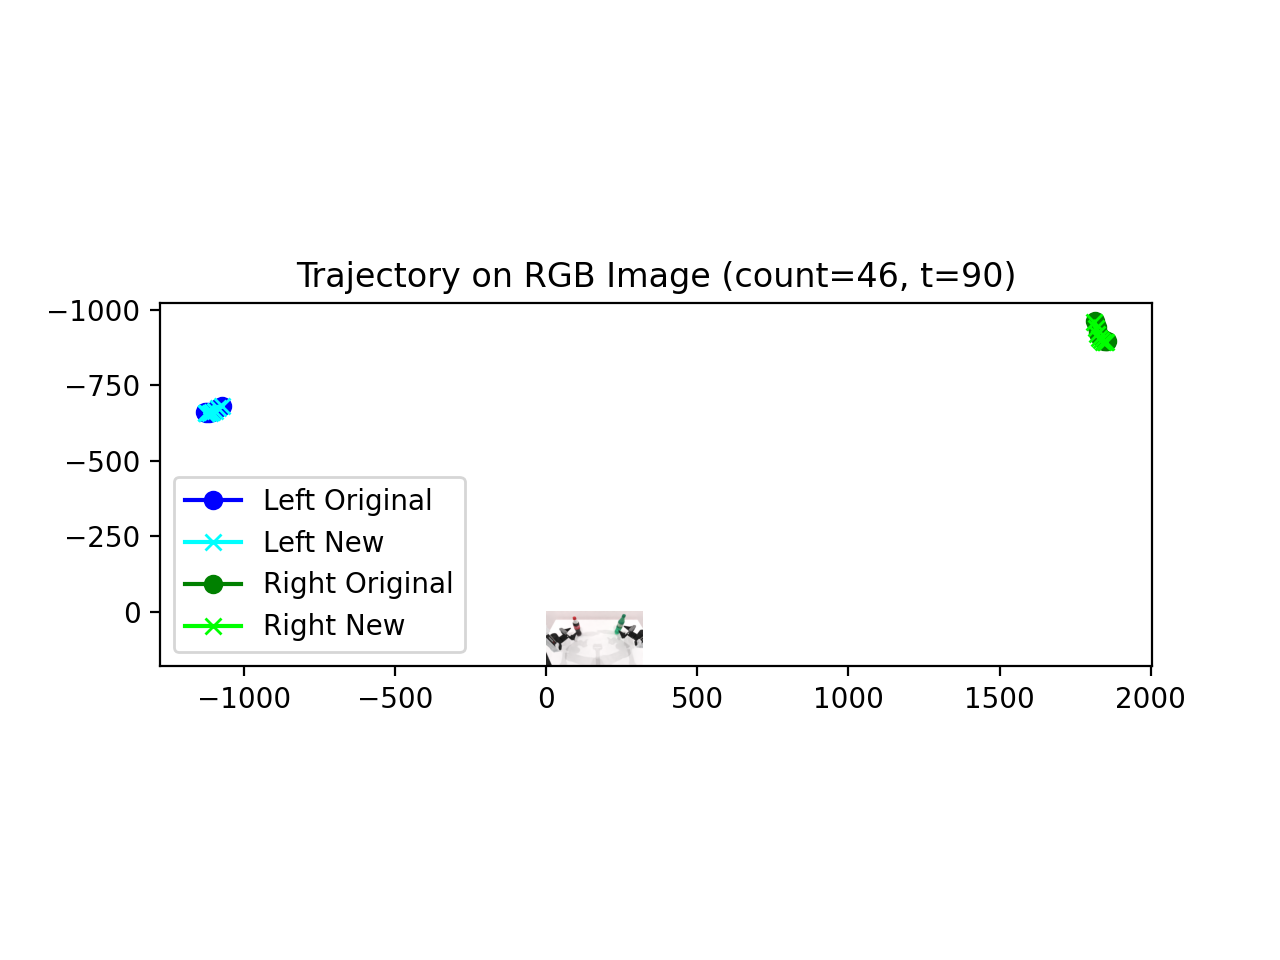 Trajectory on RGB Image (count=46, t=90)
−1000
−750
−500
−250
0
Left Original
Left New
Right Original
Right New
−1000
−500
0
500
1000
1500
2000